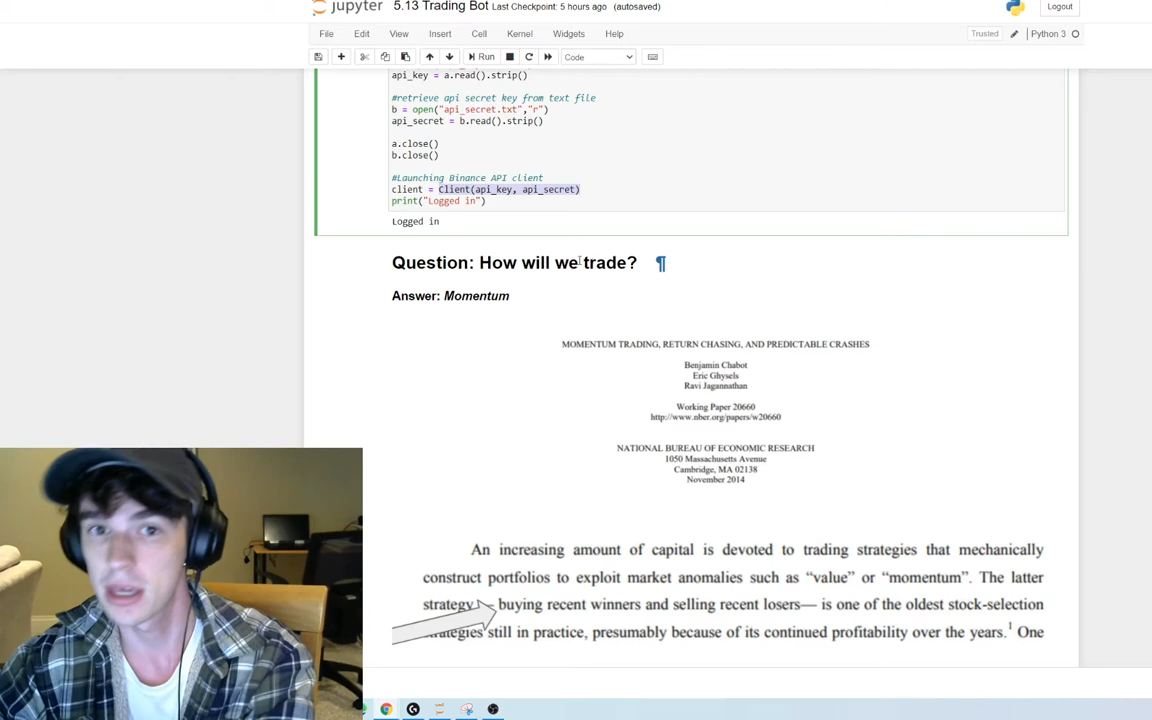 jupyter 5.13 Trading Bot Last Checkpoint: 5 hours ago (autosaved)
Logout
File Edit View Insert Cell Kernel Widgets Help
Trusted Python 3
Run Code
api_key = a.read().strip()
#retrieve api secret key from text file
b = open("api_secret.txt","r")
api_secret = b.read().strip()
a.close()
b.close()
#Launching Binance API client
client = Client(api_key, api_secret)
print("Logged in")
Logged in
Question: How will we trade? ¶
Answer: Momentum
MOMENTUM TRADING, RETURN CHASING, AND PREDICTABLE CRASHES
Benjamin Chabot
Eric Ghysels
Ravi Jagannathan
Working Paper 20660
http://www.nber.org/papers/w20660
NATIONAL BUREAU OF ECONOMIC RESEARCH
1050 Massachusetts Avenue
Cambridge, MA 02138
November 2014
An increasing amount of capital is devoted to trading strategies that mechanically
construct portfolios to exploit market anomalies such as “value” or “momentum”. The latter
strategy buying recent winners and selling recent losers— is one of the oldest stock-selection
strategies still in practice, presumably because of its continued profitability over the years.1 One